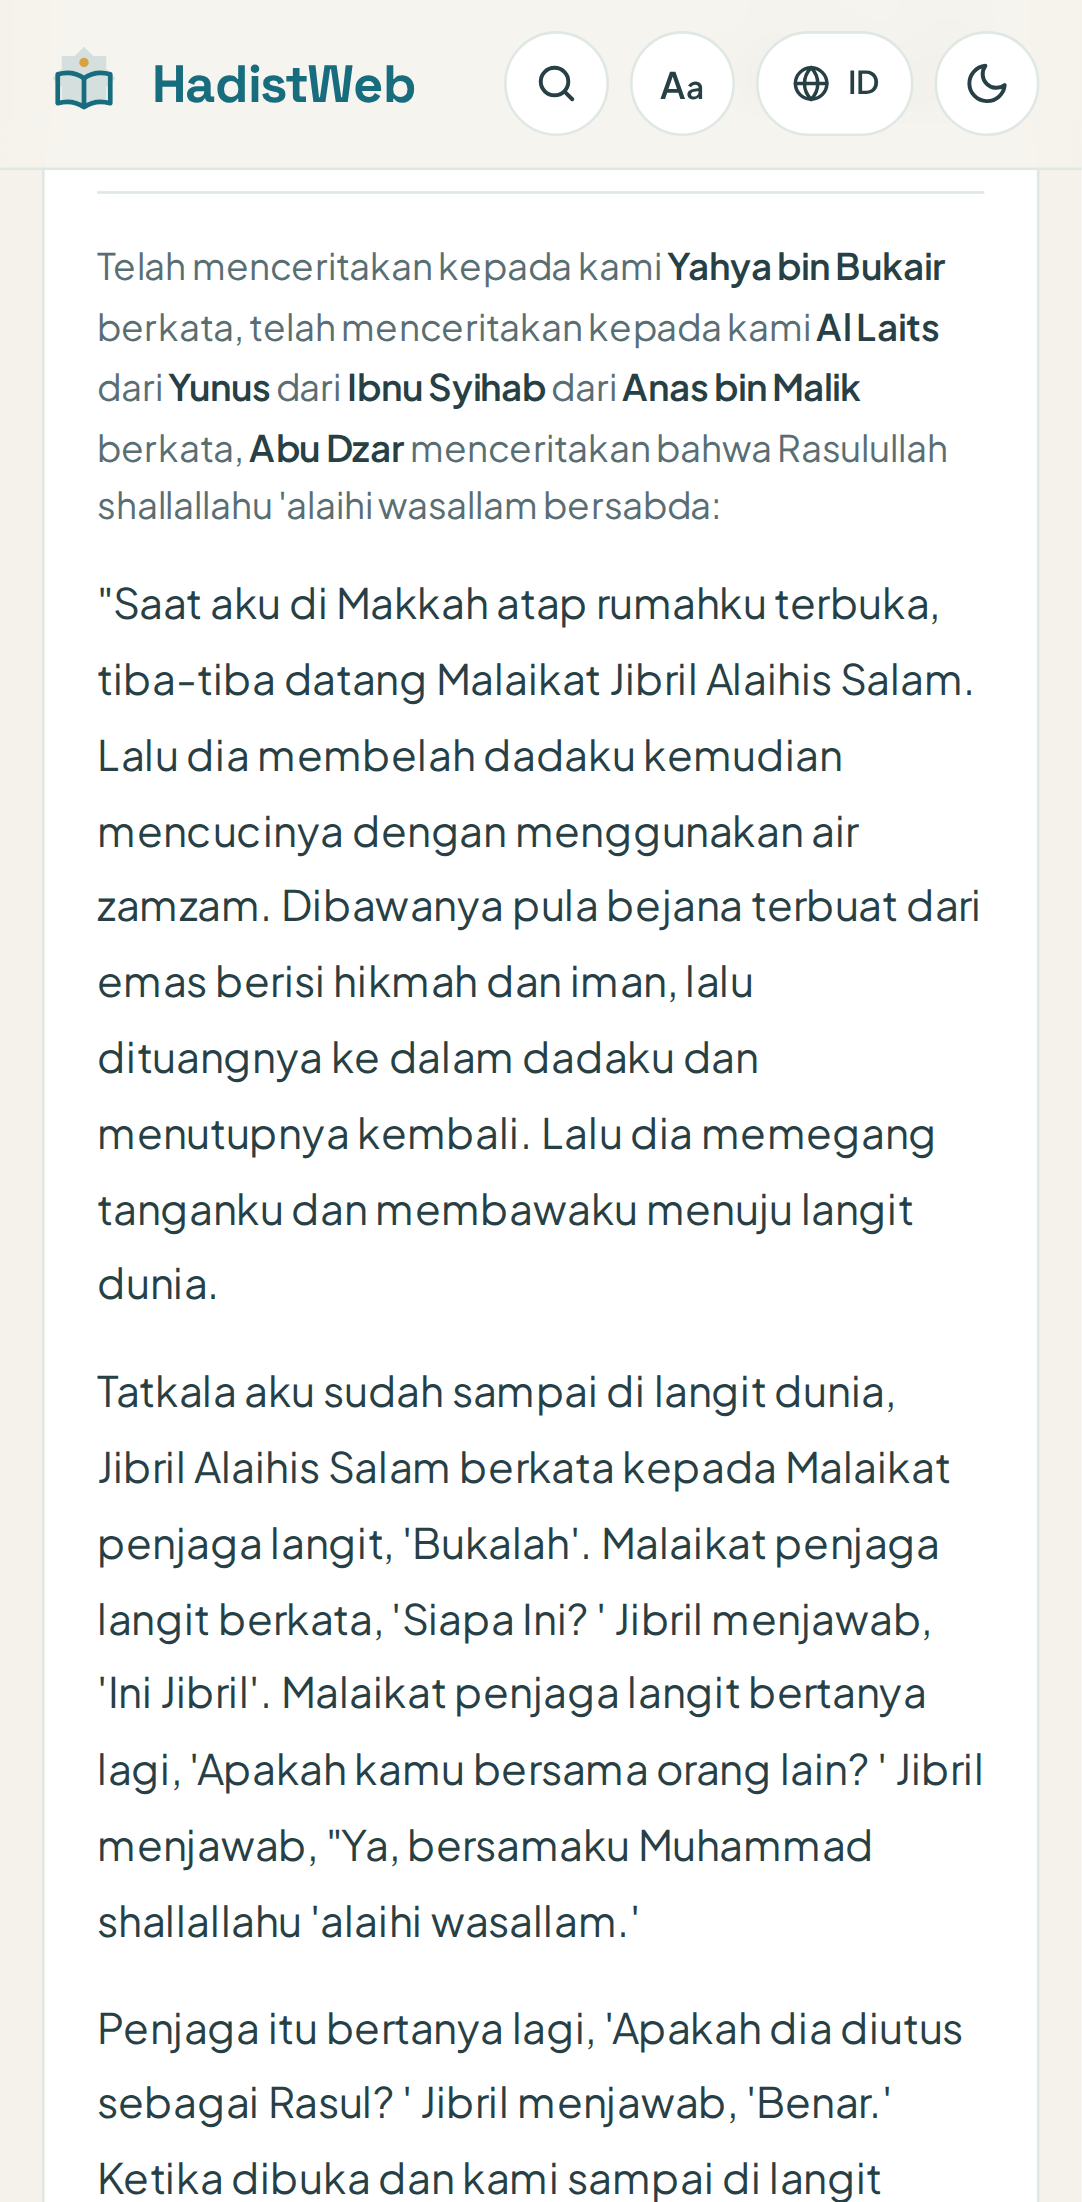 HadistWeb
Aa
ID
Telah menceritakan kepada kami Yahya bin Bukair
berkata, telah menceritakan kepada kami Al Laits
dari Yunus dari Ibnu Syihab dari Anas bin Malik
berkata, Abu Dzar menceritakan bahwa Rasulullah
shallallahu 'alaihi wasallam bersabda:
"Saat aku di Makkah atap rumahku terbuka,
tiba-tiba datang Malaikat Jibril Alaihis Salam.
Lalu dia membelah dadaku kemudian
mencucinya dengan menggunakan air
zamzam. Dibawanya pula bejana terbuat dari
emas berisi hikmah dan iman, lalu
dituangnya ke dalam dadaku dan
menutupnya kembali. Lalu dia memegang
tanganku dan membawaku menuju langit
dunia.
Tatkala aku sudah sampai di langit dunia,
Jibril Alaihis Salam berkata kepada Malaikat
penjaga langit, 'Bukalah'. Malaikat penjaga
langit berkata, 'Siapa Ini? ' Jibril menjawab,
'Ini Jibril'. Malaikat penjaga langit bertanya
lagi, 'Apakah kamu bersama orang lain? ' Jibril
menjawab, "Ya, bersamaku Muhammad
shallallahu 'alaihi wasallam.'
Penjaga itu bertanya lagi, 'Apakah dia diutus
sebagai Rasul? ' Jibril menjawab, 'Benar.'
Ketika dibuka dan kami sampai di langit